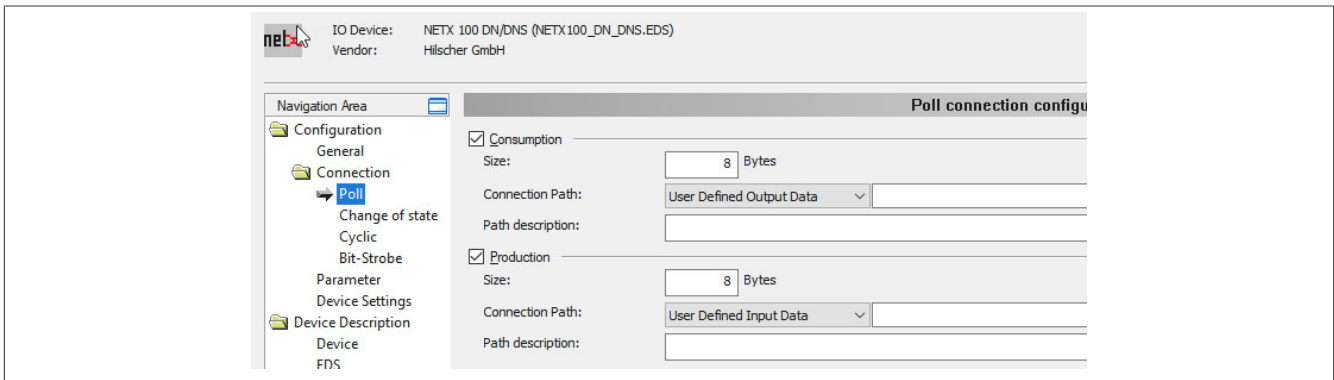 netx
IO Device: NETX 100 DN/DNS (NETX100_DN_DNS.EDS)
Vendor: Hilscher GmbH
Navigation Area
Configuration
General
Connection
Poll
Change of state
Cyclic
Bit-Strobe
Parameter
Device Settings
Device Description
Device
EDS
Poll connection configu
Consumption
Size: 8 Bytes
Connection Path: User Defined Output Data
Path description:
Production
Size: 8 Bytes
Connection Path: User Defined Input Data
Path description: